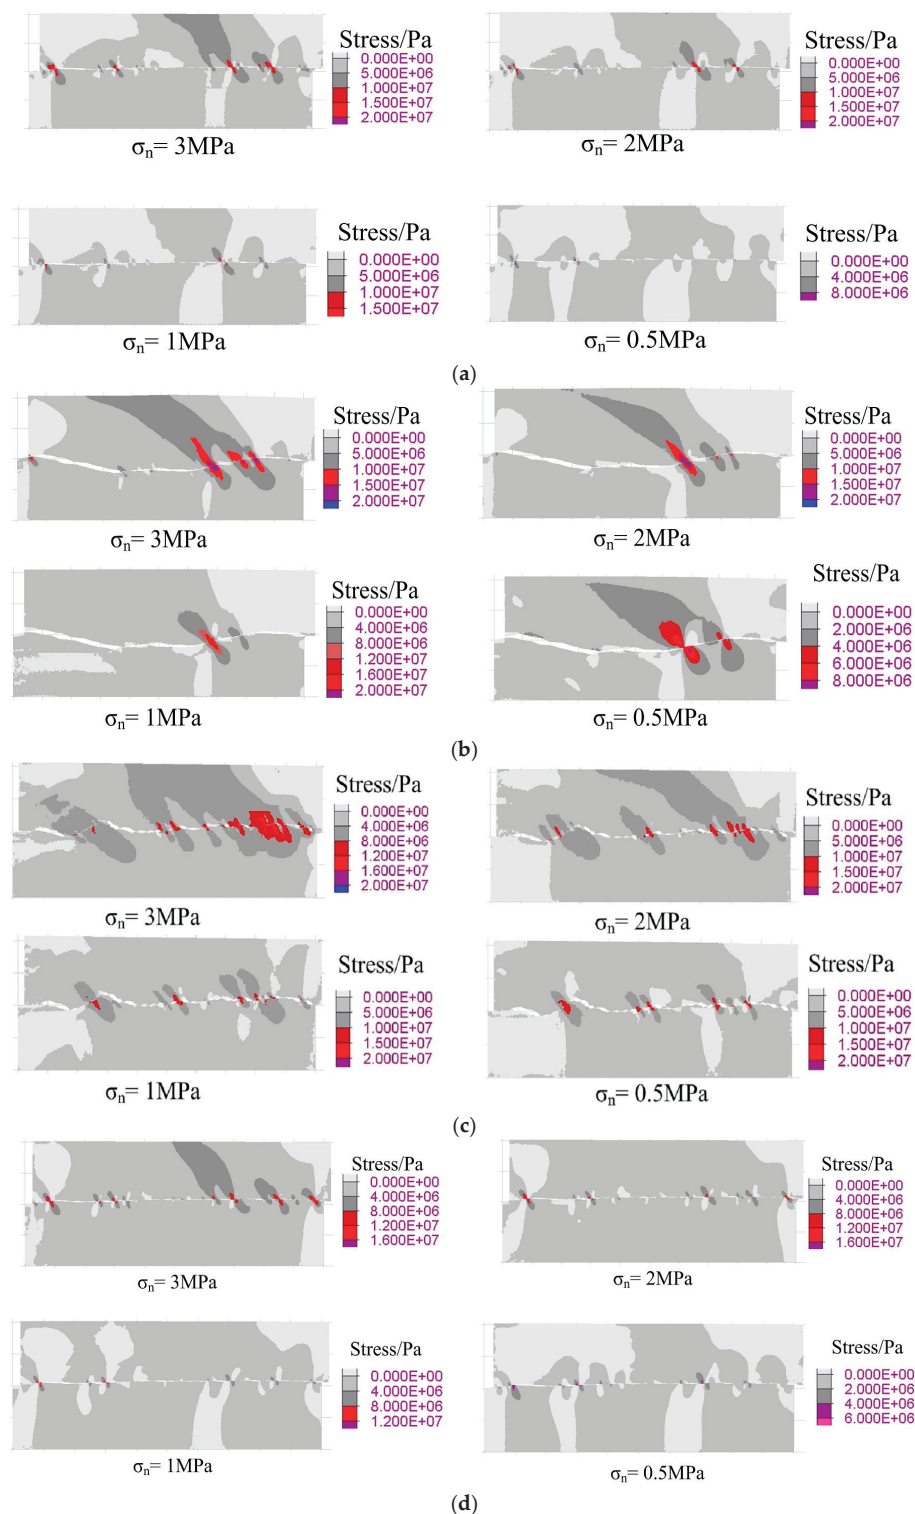 Stress/Pa
0.000E+00
5.000E+06
1.000E+07
1.500E+07
2.000E+07
σn= 3MPa
Stress/Pa
0.000E+00
5.000E+06
1.000E+07
1.500E+07
2.000E+07
σn= 2MPa
Stress/Pa
0.000E+00
5.000E+06
1.000E+07
1.500E+07
σn= 1MPa
Stress/Pa
0.000E+00
4.000E+06
8.000E+06
σn= 0.5MPa
(a)
Stress/Pa
0.000E+00
5.000E+06
1.000E+07
1.500E+07
2.000E+07
σn= 3MPa
Stress/Pa
0.000E+00
5.000E+06
1.000E+07
1.500E+07
2.000E+07
σn= 2MPa
Stress/Pa
0.000E+00
4.000E+06
8.000E+06
1.200E+07
1.600E+07
2.000E+07
σn= 1MPa
Stress/Pa
0.000E+00
2.000E+06
4.000E+06
6.000E+06
8.000E+06
σn= 0.5MPa
(b)
Stress/Pa
0.000E+00
4.000E+06
8.000E+06
1.200E+07
1.600E+07
2.000E+07
σn= 3MPa
Stress/Pa
0.000E+00
5.000E+06
1.000E+07
1.500E+07
2.000E+07
σn= 2MPa
Stress/Pa
0.000E+00
5.000E+06
1.000E+07
1.500E+07
2.000E+07
σn= 1MPa
Stress/Pa
0.000E+00
5.000E+06
1.000E+07
1.500E+07
2.000E+07
σn= 0.5MPa
(c)
Stress/Pa
0.000E+00
4.000E+06
8.000E+06
1.200E+07
1.600E+07
σn= 3MPa
Stress/Pa
0.000E+00
4.000E+06
8.000E+06
1.200E+07
1.600E+07
σn= 2MPa
Stress/Pa
0.000E+00
4.000E+06
8.000E+06
1.200E+07
σn= 1MPa
Stress/Pa
0.000E+00
2.000E+06
4.000E+06
6.000E+06
σn= 0.5MPa
(d)